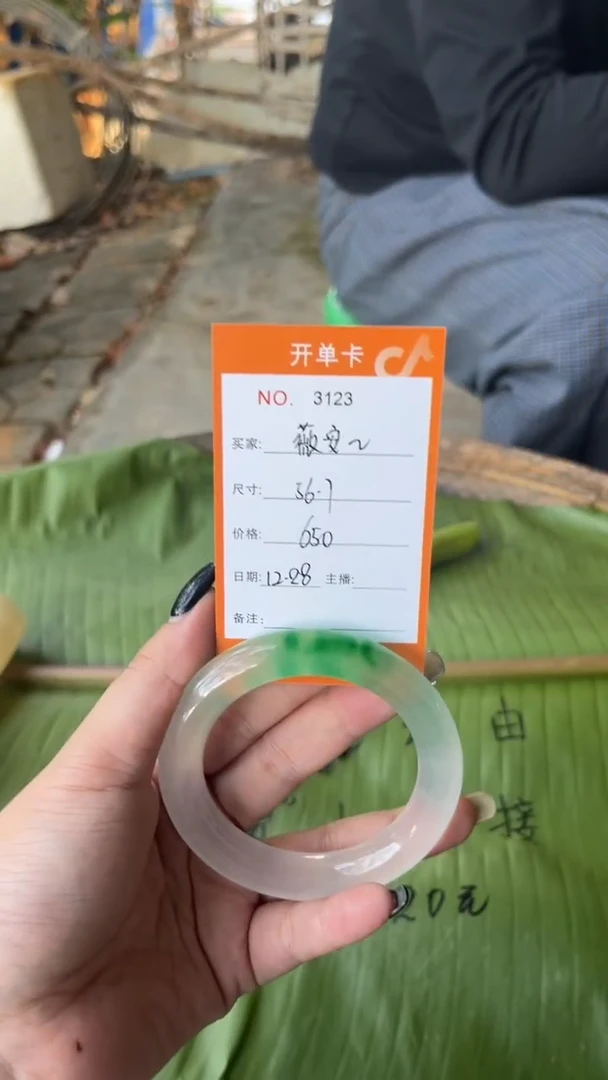 开单卡
NO. 3123
买家: 薇安~
尺寸: 56.7
价格: 650
日期: 12.28 主播:
备注:
由
20元